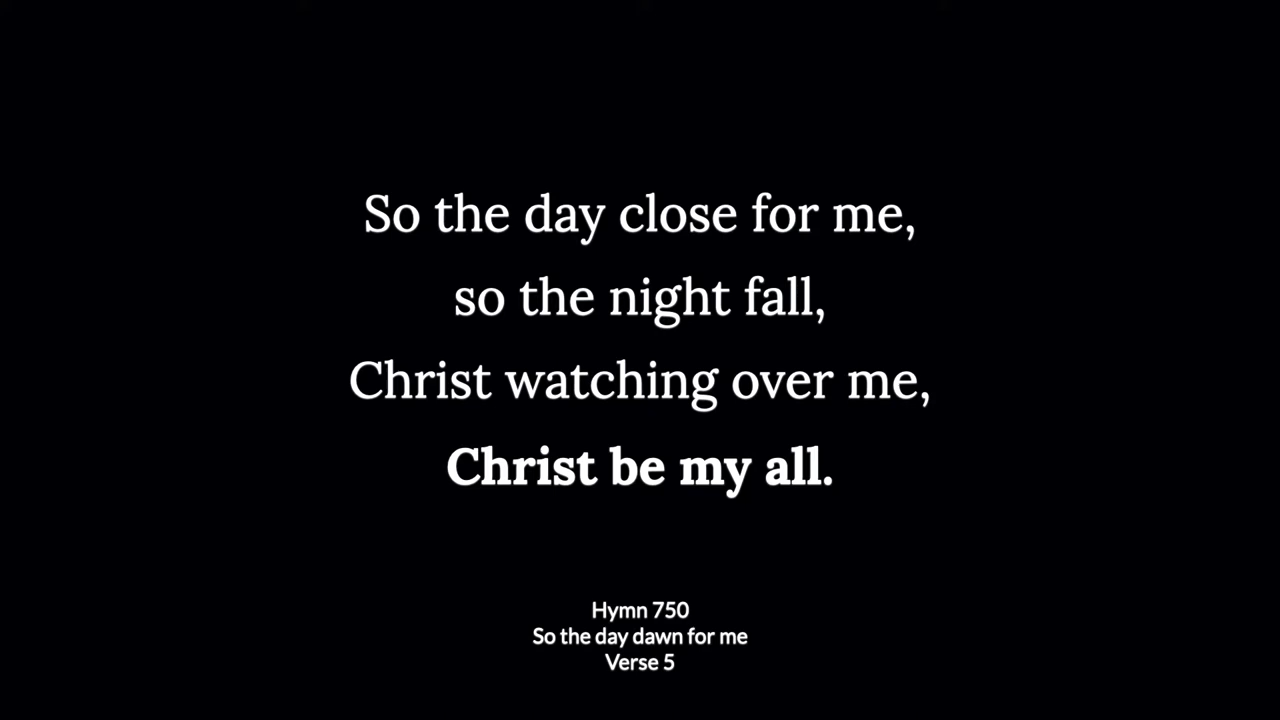 So the day close for me,
so the night fall,
Christ watching over me,
Christ be my all.
Hymn 750
So the day dawn for me
Verse 5